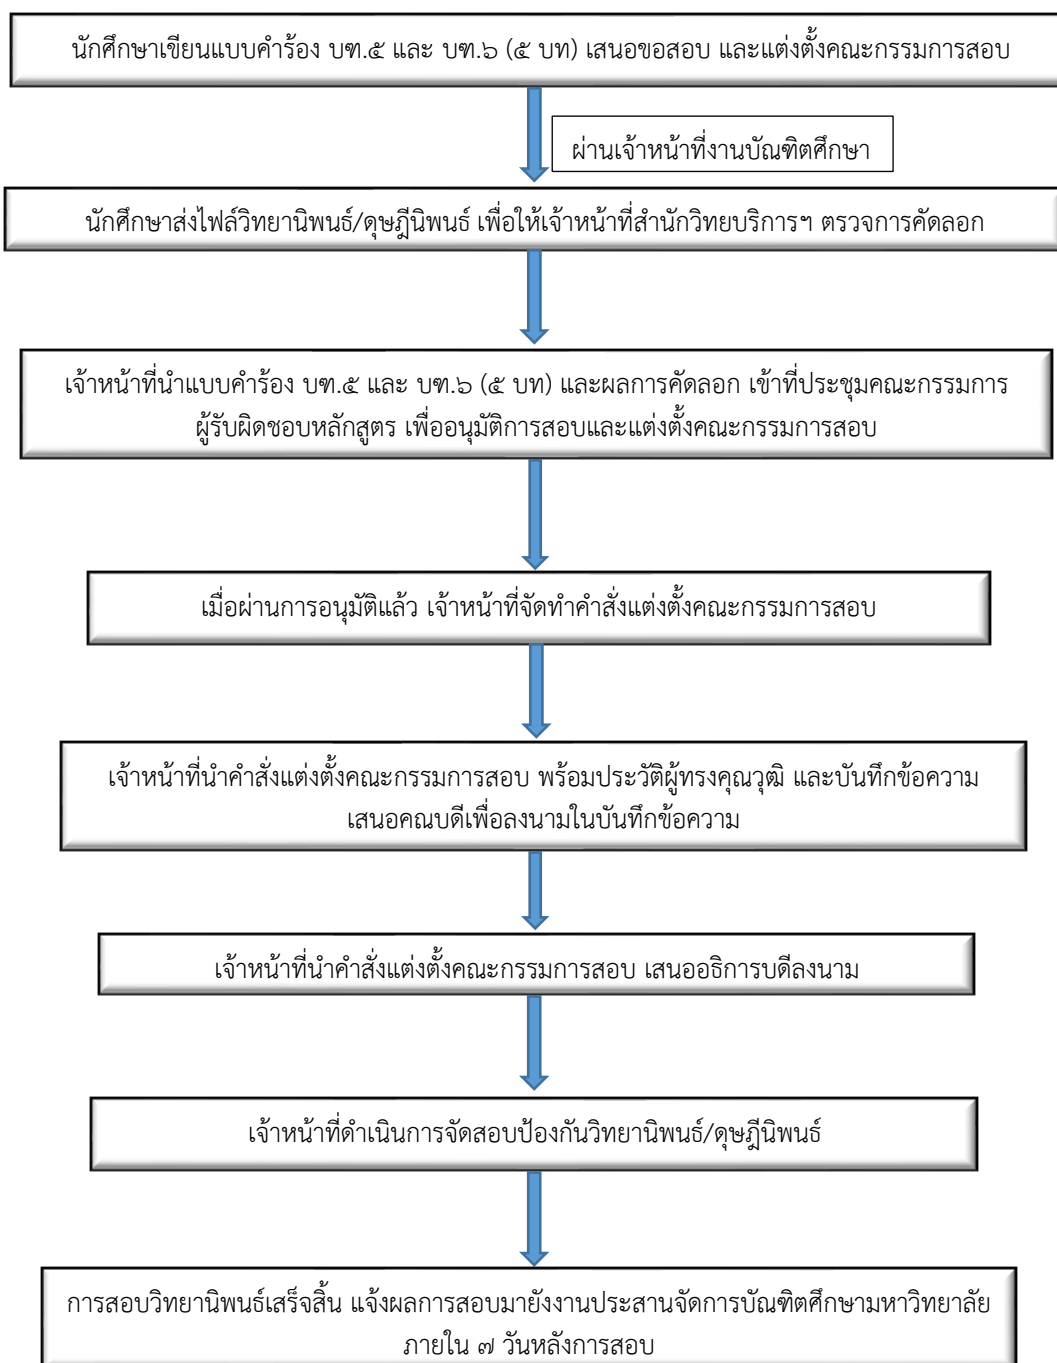 นักศึกษาเขียนแบบคำร้อง บฑ.๕ และ บฑ.๖ (๕ บท) เสนอขอสอบ และแต่งตั้งคณะกรรมการสอบ
ผ่านเจ้าหน้าที่งานบัณฑิตศึกษา
นักศึกษาส่งไฟล์วิทยานิพนธ์/ดุษฎีนิพนธ์ เพื่อให้เจ้าหน้าที่สำนักวิทยบริการฯ ตรวจการคัดลอก
เจ้าหน้าที่นำแบบคำร้อง บฑ.๕ และ บฑ.๖ (๕ บท) และผลการคัดลอก เข้าที่ประชุมคณะกรรมการ
ผู้รับผิดชอบหลักสูตร เพื่ออนุมัติการสอบและแต่งตั้งคณะกรรมการสอบ
เมื่อผ่านการอนุมัติแล้ว เจ้าหน้าที่จัดทำคำสั่งแต่งตั้งคณะกรรมการสอบ
เจ้าหน้าที่นำคำสั่งแต่งตั้งคณะกรรมการสอบ พร้อมประวัติผู้ทรงคุณวุฒิ และบันทึกข้อความ
เสนอคณบดีเพื่อลงนามในบันทึกข้อความ
เจ้าหน้าที่นำคำสั่งแต่งตั้งคณะกรรมการสอบ เสนออธิการบดีลงนาม
เจ้าหน้าที่ดำเนินการจัดสอบป้องกันวิทยานิพนธ์/ดุษฎีนิพนธ์
การสอบวิทยานิพนธ์เสร็จสิ้น แจ้งผลการสอบมายังงานประสานจัดการบัณฑิตศึกษามหาวิทยาลัย
ภายใน ๗ วันหลังการสอบ